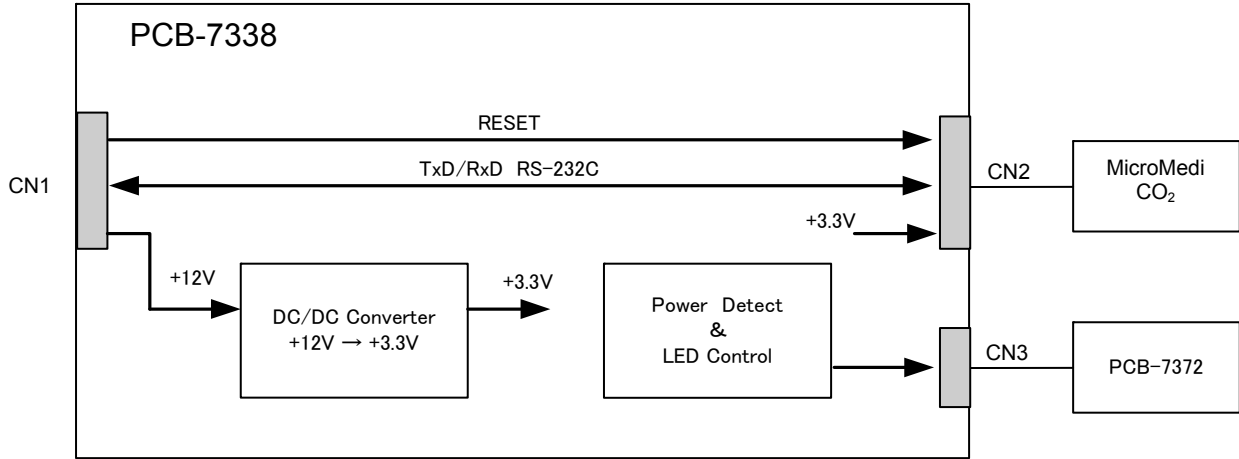 PCB-7338
RESET
TxD/RxD RS-232C
CN1
CN2
MicroMedi
CO₂
+3.3V
+12V
DC/DC Converter
+12V → +3.3V
+3.3V
Power Detect
&
LED Control
CN3
PCB-7372